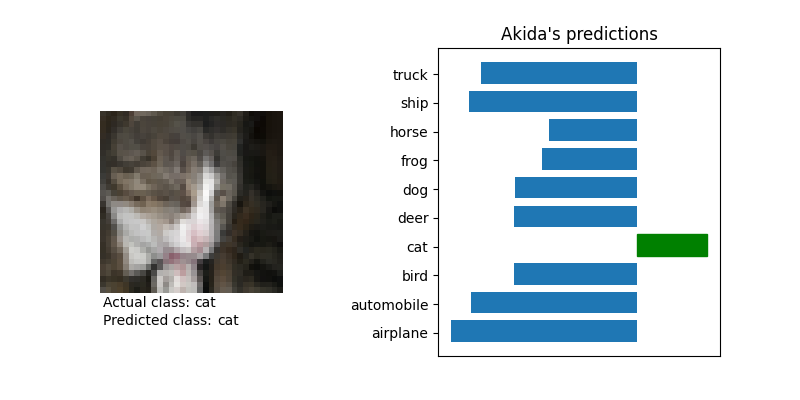 Akida's predictions
truck
ship
horse
frog
dog
deer
cat
bird
automobile
airplane
Actual class: cat
Predicted class: cat